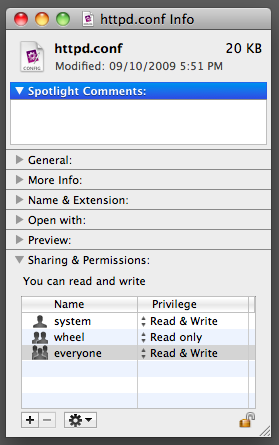 httpd.conf Info
CONFIG
httpd.conf 20 KB
Modified: 09/10/2009 5:51 PM
Spotlight Comments:
General:
More Info:
Name & Extension:
Open with:
Preview:
Sharing & Permissions:
You can read and write
Name Privilege
system Read & Write
wheel Read only
everyone Read & Write